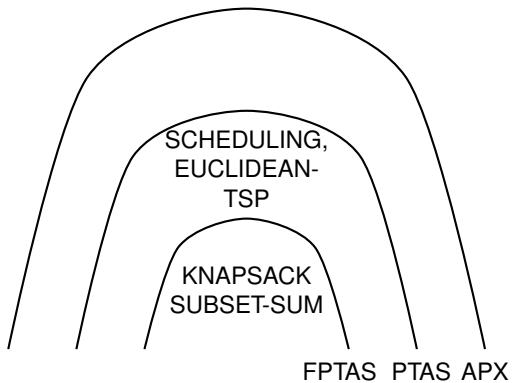 SCHEDULING,
EUCLIDEAN-
TSP
KNAPSACK
SUBSET-SUM
FPTAS PTAS APX